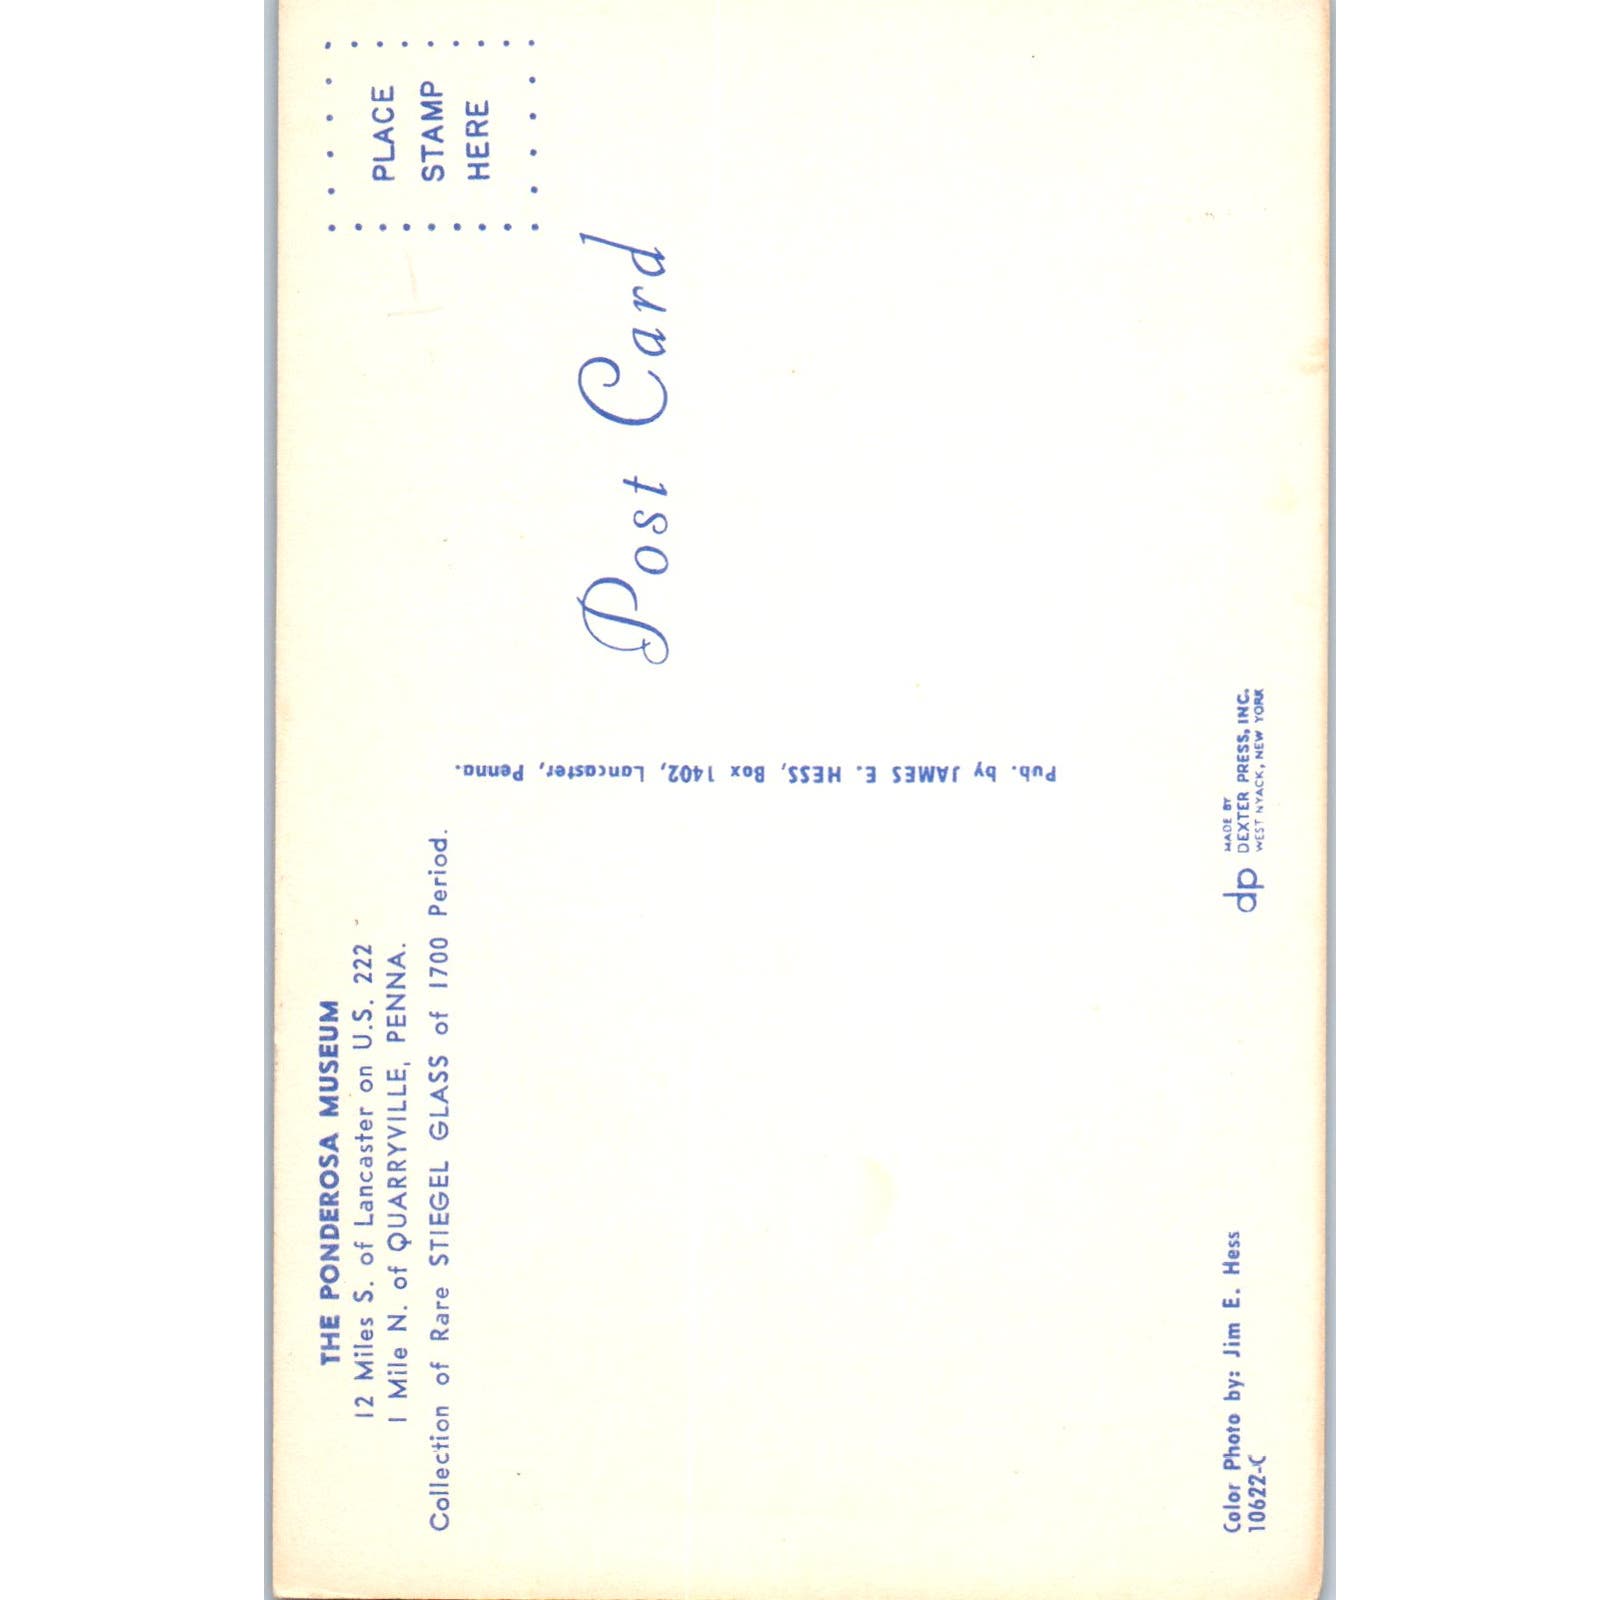 THE PONDEROSA MUSEUM
12 Miles S. of Lancaster on U.S. 222
1 Mile N. of QUARRYVILLE, PENNA.
Collection of Rare STIEGEL GLASS of 1700 Period.
PLACE
STAMP
HERE
Post Card
Pub. by JAMES E. HESS, Box 1402, Lancaster, Penna.
Color Photo by: Jim E. Hess
10622-C
dp
MADE BY
DEXTER PRESS, INC.
WEST NYACK, NEW YORK